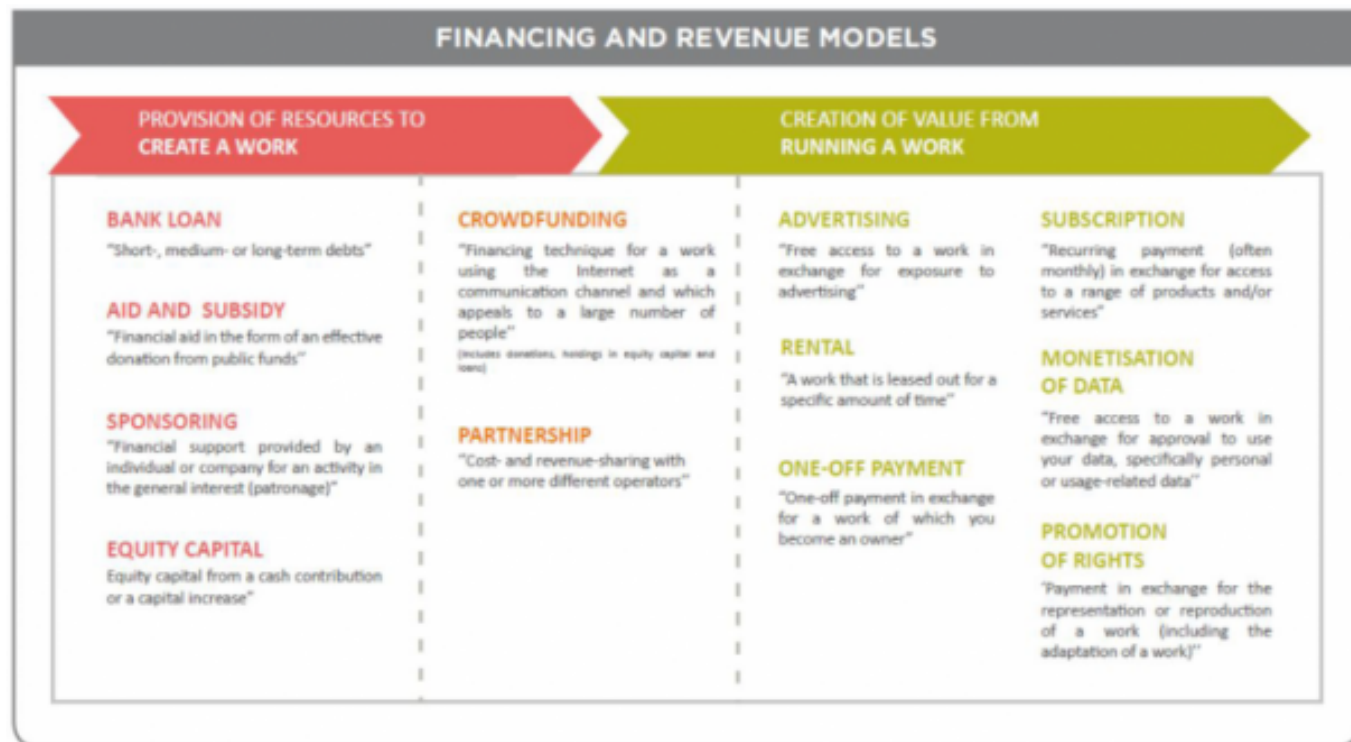 FINANCING AND REVENUE MODELS
PROVISION OF RESOURCES TO
CREATE A WORK
CREATION OF VALUE FROM
RUNNING A WORK
BANK LOAN
"Short-, medium- or long-term debts"
AID AND SUBSIDY
"Financial aid in the form of an effective
donation from public funds"
SPONSORING
"Financial support provided by an
individual or company for an activity in
the general interest (patronage)"
EQUITY CAPITAL
Equity capital from a cash contribution
or a capital increase"
CROWDFUNDING
"Financing technique for a work
using the Internet as a
communication channel and which
appeals to a large number of
people"
(includes donations, holdings in equity capital and
loans)
PARTNERSHIP
"Cost- and revenue-sharing with
one or more different operators"
ADVERTISING
"Free access to a work in
exchange for exposure to
advertising"
RENTAL
"A work that is leased out for a
specific amount of time"
ONE-OFF PAYMENT
"One-off payment in exchange
for a work of which you
become an owner"
SUBSCRIPTION
"Recurring payment (often
monthly) in exchange for access
to a range of products and/or
services"
MONETISATION
OF DATA
"Free access to a work in
exchange for approval to use
your data, specifically personal
or usage-related data"
PROMOTION
OF RIGHTS
"Payment in exchange for the
representation or reproduction
of a work (including the
adaptation of a work)"